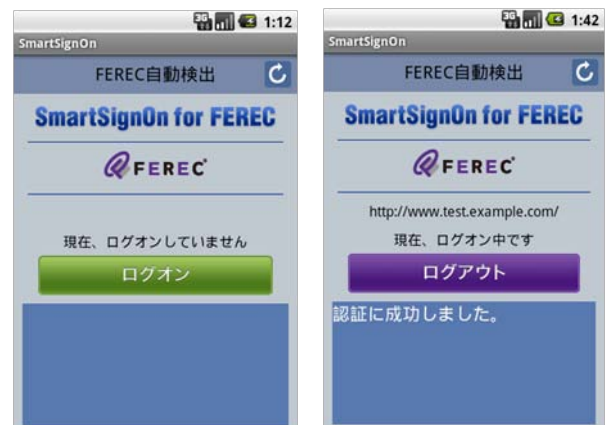 3G 1:12
SmartSignOn
FEREC自動検出
SmartSignOn for FEREC
FEREC
現在、ログオンしていません
ログオン
3G 1:42
SmartSignOn
FEREC自動検出
SmartSignOn for FEREC
FEREC
http://www.test.example.com/
現在、ログオン中です
ログアウト
認証に成功しました。